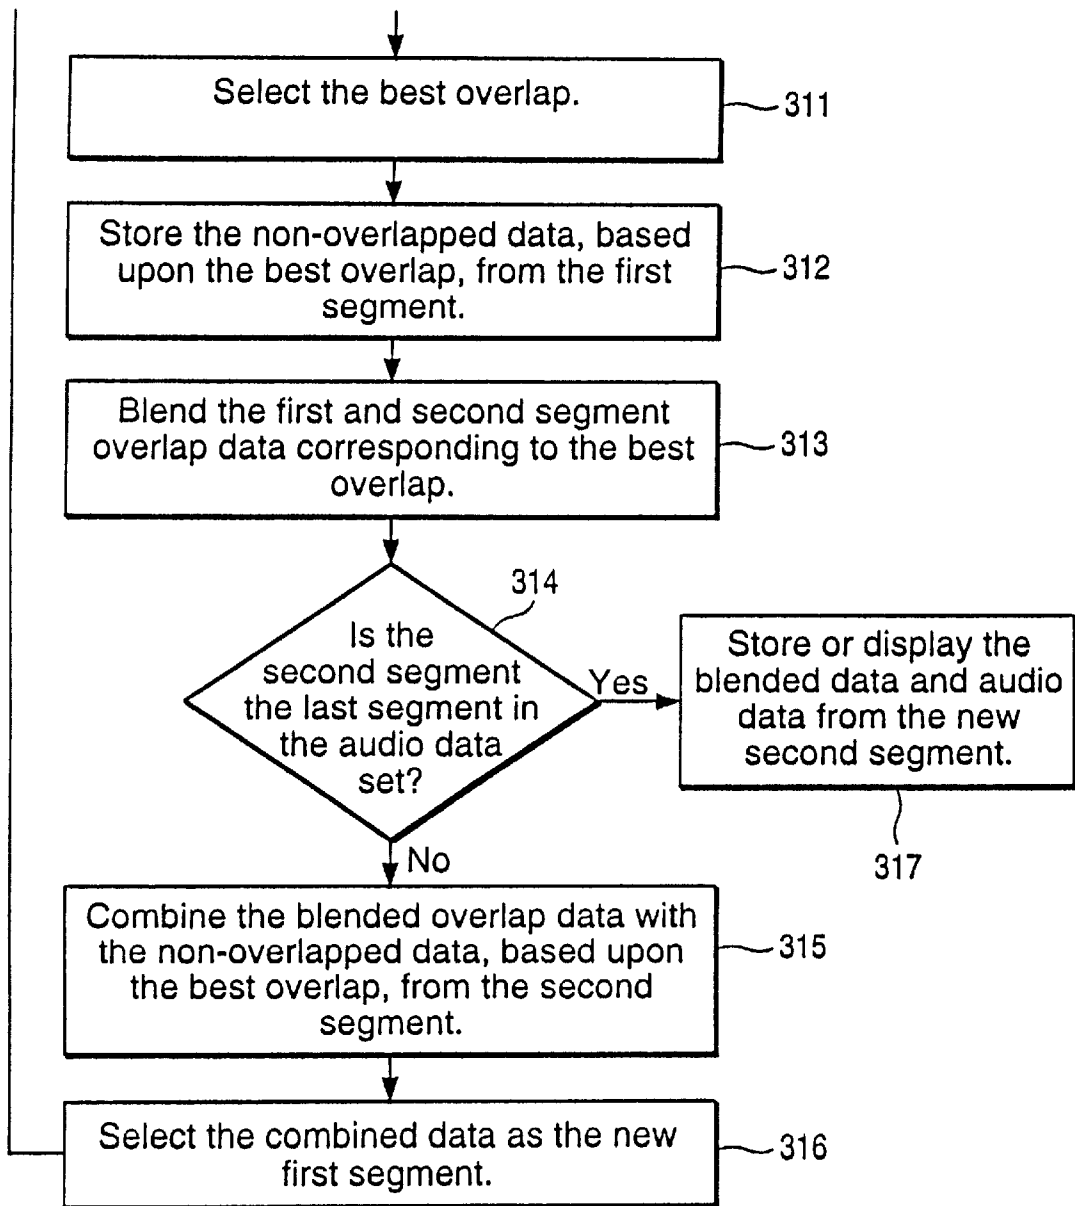 Select the best overlap.
311
Store the non-overlapped data, based
upon the best overlap, from the first
segment.
312
Blend the first and second segment
overlap data corresponding to the best
overlap.
313
314
Is the
second segment
the last segment in
the audio data
set?
Yes
Store or display the
blended data and audio
data from the new
second segment.
317
No
Combine the blended overlap data with
the non-overlapped data, based upon
the best overlap, from the second
segment.
315
Select the combined data as the new
first segment.
316